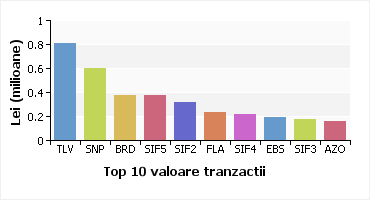 Lei (milioane)
1
0.8
0.6
0.4
0.2
0
TLV SNP BRD SIF5 SIF2 FLA SIF4 EBS SIF3 AZO
Top 10 valoare tranzactii